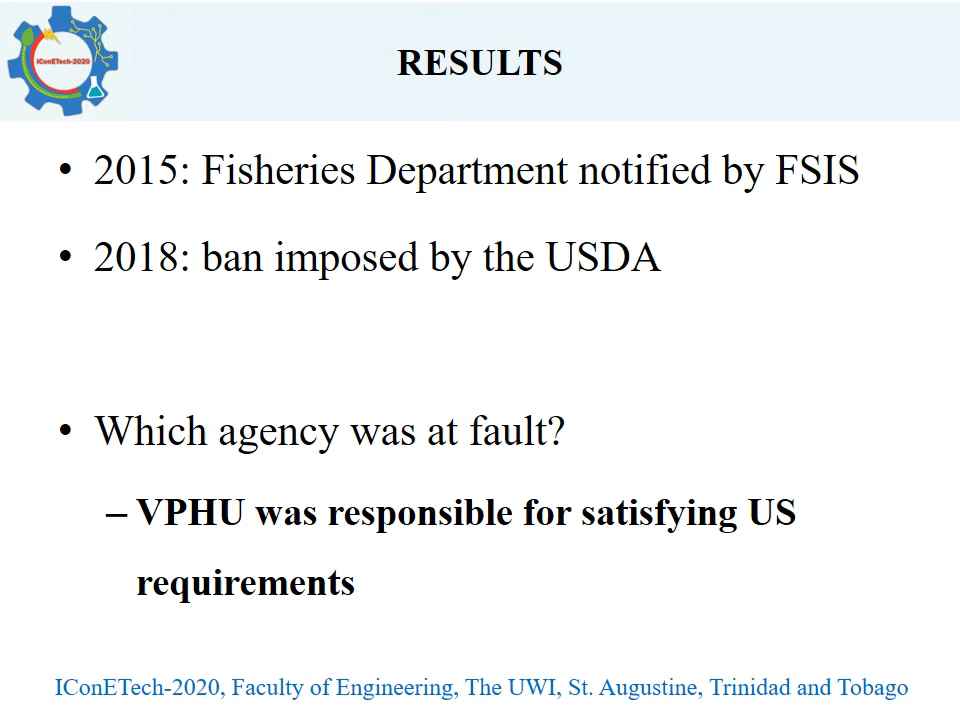 IConETech-2020
RESULTS
• 2015: Fisheries Department notified by FSIS
• 2018: ban imposed by the USDA
• Which agency was at fault?
– VPHU was responsible for satisfying US
requirements
IConETech-2020, Faculty of Engineering, The UWI, St. Augustine, Trinidad and Tobago